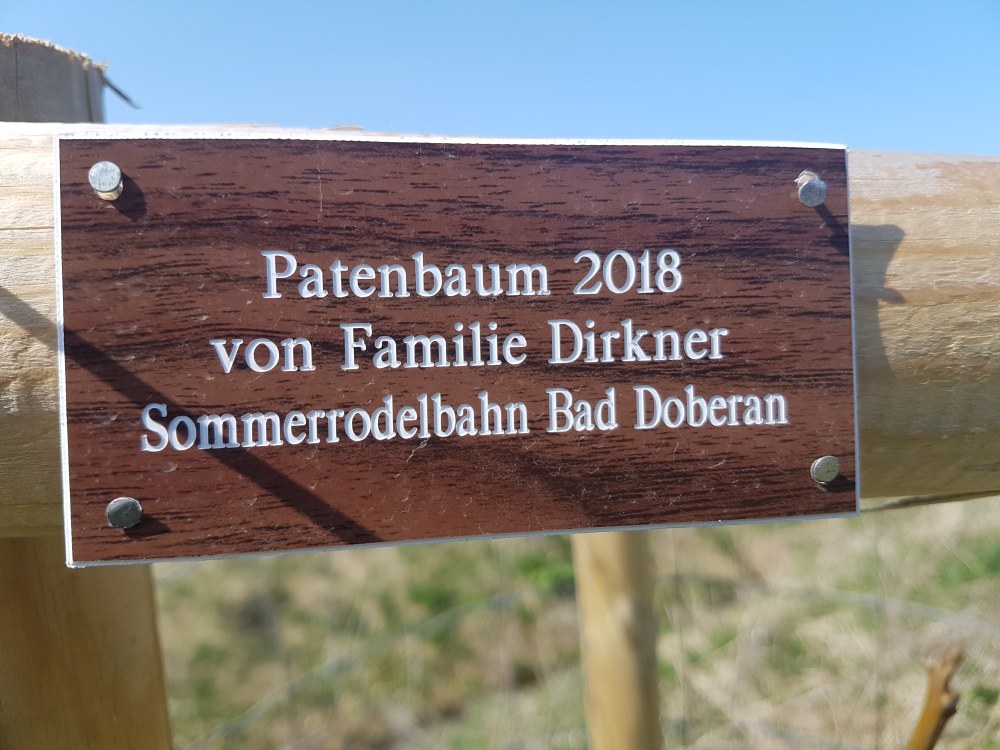 Patenbaum 2018
von Familie Dirkner
Sommerrodelbahn Bad Doberan